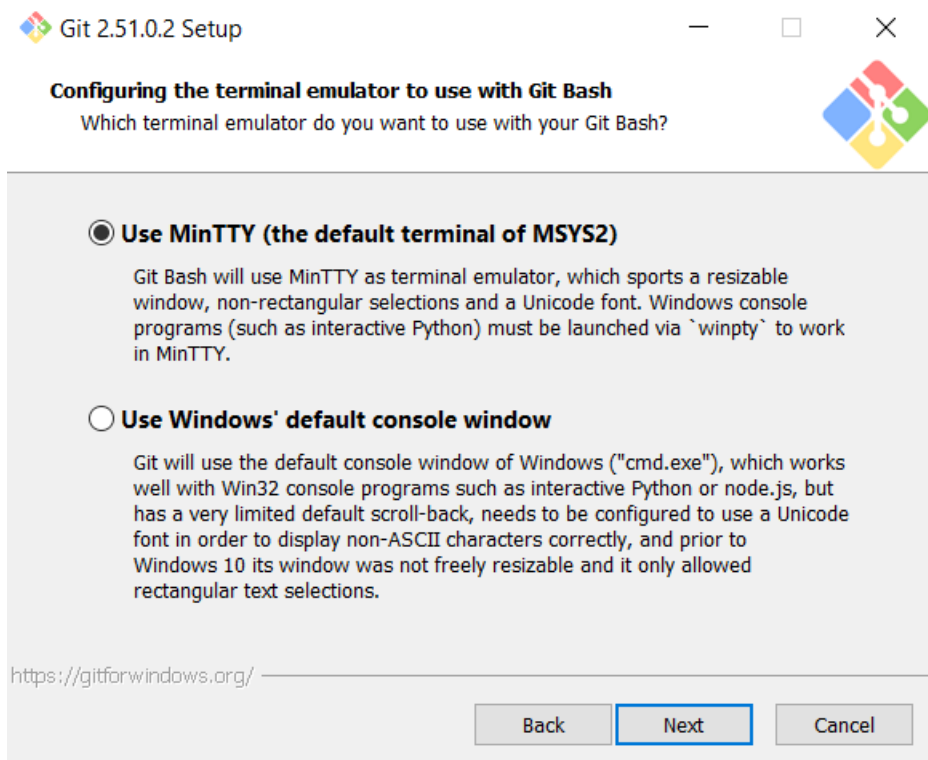 Git 2.51.0.2 Setup
Configuring the terminal emulator to use with Git Bash
Which terminal emulator do you want to use with your Git Bash?
Use MinTTY (the default terminal of MSYS2)
Git Bash will use MinTTY as terminal emulator, which sports a resizable
window, non-rectangular selections and a Unicode font. Windows console
programs (such as interactive Python) must be launched via `winpty` to work
in MinTTY.
Use Windows' default console window
Git will use the default console window of Windows ("cmd.exe"), which works
well with Win32 console programs such as interactive Python or node.js, but
has a very limited default scroll-back, needs to be configured to use a Unicode
font in order to display non-ASCII characters correctly, and prior to
Windows 10 its window was not freely resizable and it only allowed
rectangular text selections.
https://gitforwindows.org/
Back Next Cancel